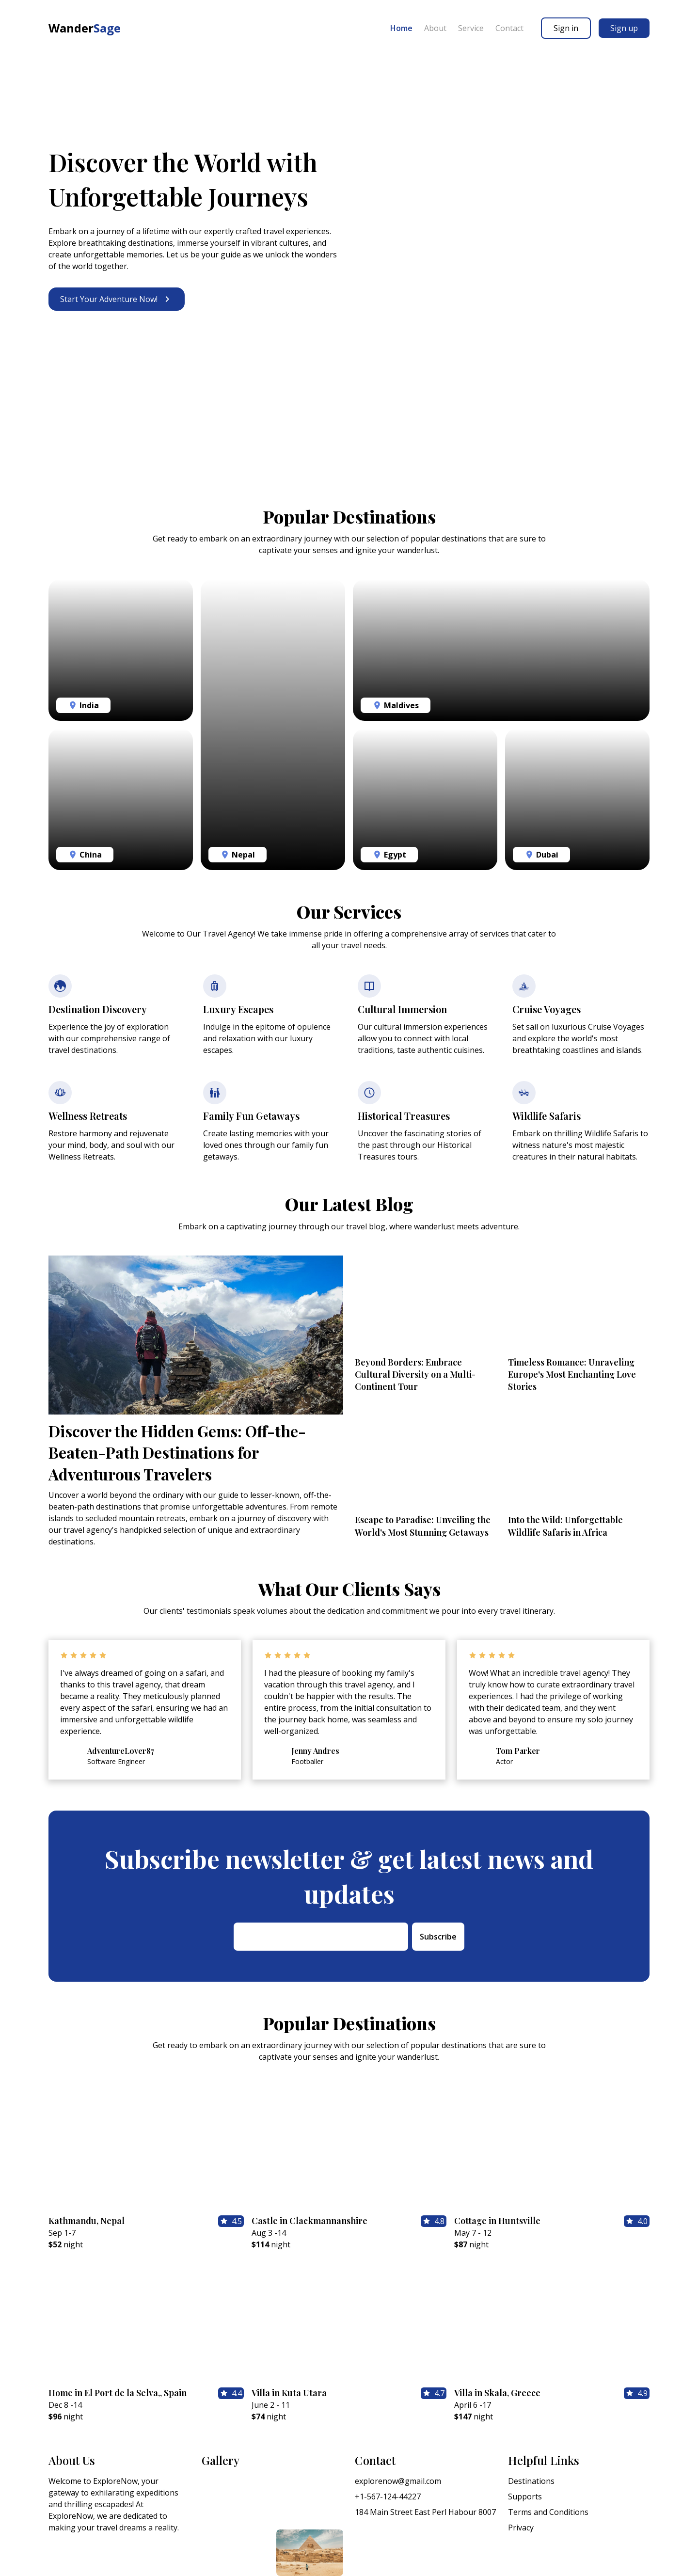 WanderSage
Home About Service Contact Sign in Sign up
Discover the World with
Unforgettable Journeys
Embark on a journey of a lifetime with our expertly crafted travel experiences.
Explore breathtaking destinations, immerse yourself in vibrant cultures, and
create unforgettable memories. Let us be your guide as we unlock the wonders
of the world together.
Start Your Adventure Now!
Popular Destinations
Get ready to embark on an extraordinary journey with our selection of popular destinations that are sure to
captivate your senses and ignite your wanderlust.
India
Maldives
China
Nepal
Egypt
Dubai
Our Services
Welcome to Our Travel Agency! We take immense pride in offering a comprehensive array of services that cater to
all your travel needs.
Destination Discovery
Experience the joy of exploration
with our comprehensive range of
travel destinations.
Luxury Escapes
Indulge in the epitome of opulence
and relaxation with our luxury
escapes.
Cultural Immersion
Our cultural immersion experiences
allow you to connect with local
traditions, taste authentic cuisines.
Cruise Voyages
Set sail on luxurious Cruise Voyages
and explore the world's most
breathtaking coastlines and islands.
Wellness Retreats
Restore harmony and rejuvenate
your mind, body, and soul with our
Wellness Retreats.
Family Fun Getaways
Create lasting memories with your
loved ones through our family fun
getaways.
Historical Treasures
Uncover the fascinating stories of
the past through our Historical
Treasures tours.
Wildlife Safaris
Embark on thrilling Wildlife Safaris to
witness nature's most majestic
creatures in their natural habitats.
Our Latest Blog
Embark on a captivating journey through our travel blog, where wanderlust meets adventure.
Discover the Hidden Gems: Off-the-
Beaten-Path Destinations for
Adventurous Travelers
Uncover a world beyond the ordinary with our guide to lesser-known, off-the-
beaten-path destinations that promise unforgettable adventures. From remote
islands to secluded mountain retreats, embark on a journey of discovery with
our travel agency's handpicked selection of unique and extraordinary
destinations.
Beyond Borders: Embrace
Cultural Diversity on a Multi-
Continent Tour
Timeless Romance: Unraveling
Europe's Most Enchanting Love
Stories
Escape to Paradise: Unveiling the
World's Most Stunning Getaways
Into the Wild: Unforgettable
Wildlife Safaris in Africa
What Our Clients Says
Our clients' testimonials speak volumes about the dedication and commitment we pour into every travel itinerary.
I've always dreamed of going on a safari, and
thanks to this travel agency, that dream
became a reality. They meticulously planned
every aspect of the safari, ensuring we had an
immersive and unforgettable wildlife
experience.
AdventureLover87
Software Engineer
I had the pleasure of booking my family's
vacation through this travel agency, and I
couldn't be happier with the results. The
entire process, from the initial consultation to
the journey back home, was seamless and
well-organized.
Jenny Andres
Footballer
Wow! What an incredible travel agency! They
truly know how to curate extraordinary travel
experiences. I had the privilege of working
with their dedicated team, and they went
above and beyond to ensure my solo journey
was unforgettable.
Tom Parker
Actor
Subscribe newsletter & get latest news and
updates
Subscribe
Popular Destinations
Get ready to embark on an extraordinary journey with our selection of popular destinations that are sure to
captivate your senses and ignite your wanderlust.
Kathmandu, Nepal 4.5
Sep 1-7
$52 night
Castle in Clackmannanshire 4.8
Aug 3 -14
$114 night
Cottage in Huntsville 4.0
May 7 - 12
$87 night
Home in El Port de la Selva,, Spain 4.4
Dec 8 -14
$96 night
Villa in Kuta Utara 4.7
June 2 - 11
$74 night
Villa in Skala, Greece 4.9
April 6 -17
$147 night
About Us
Welcome to ExploreNow, your
gateway to exhilarating expeditions
and thrilling escapades! At
ExploreNow, we are dedicated to
making your travel dreams a reality.
Gallery
Contact
explorenow@gmail.com
+1-567-124-44227
184 Main Street East Perl Habour 8007
Helpful Links
Destinations
Supports
Terms and Conditions
Privacy